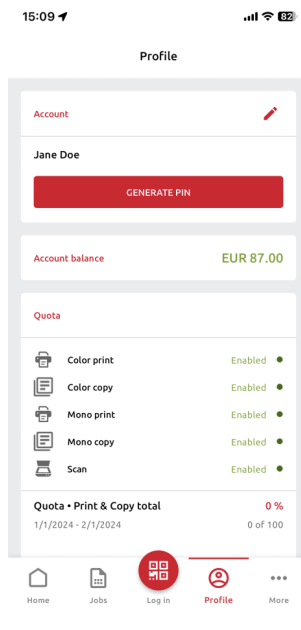 15:09
82
Profile
Account
Jane Doe
GENERATE PIN
Account balance EUR 87.00
Quota
Color print Enabled
Color copy Enabled
Mono print Enabled
Mono copy Enabled
Scan Enabled
Quota • Print & Copy total 0 %
1/1/2024 - 2/1/2024 0 of 100
Home Jobs Log in Profile More